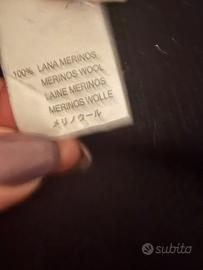 100% LANA MERINOS
MERINOS WOOL
LAINE MERINOS
MERINOS WOLLE
メリノウール
subito